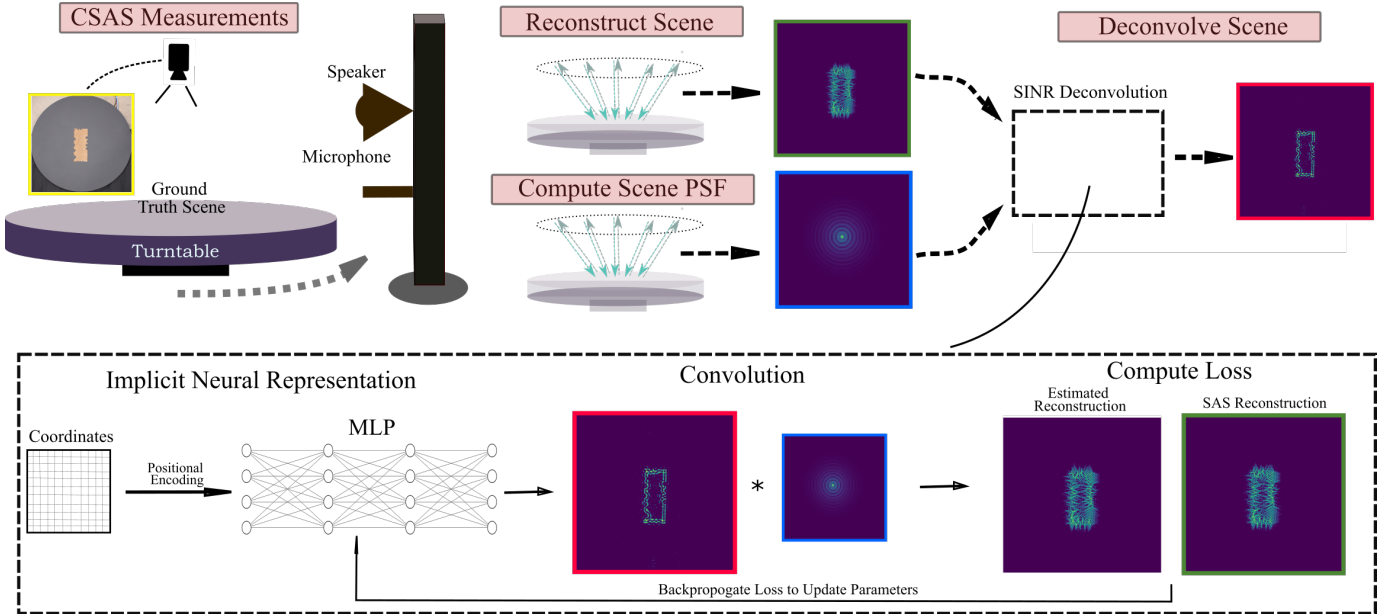 CSAS Measurements
Speaker
Microphone
Ground
Truth Scene
Turntable
Reconstruct Scene
Compute Scene PSF
Deconvolve Scene
SINR Deconvolution
Implicit Neural Representation
Coordinates
Positional
Encoding
MLP
Convolution
*
Compute Loss
Estimated
Reconstruction
SAS Reconstruction
Backpropogate Loss to Update Parameters